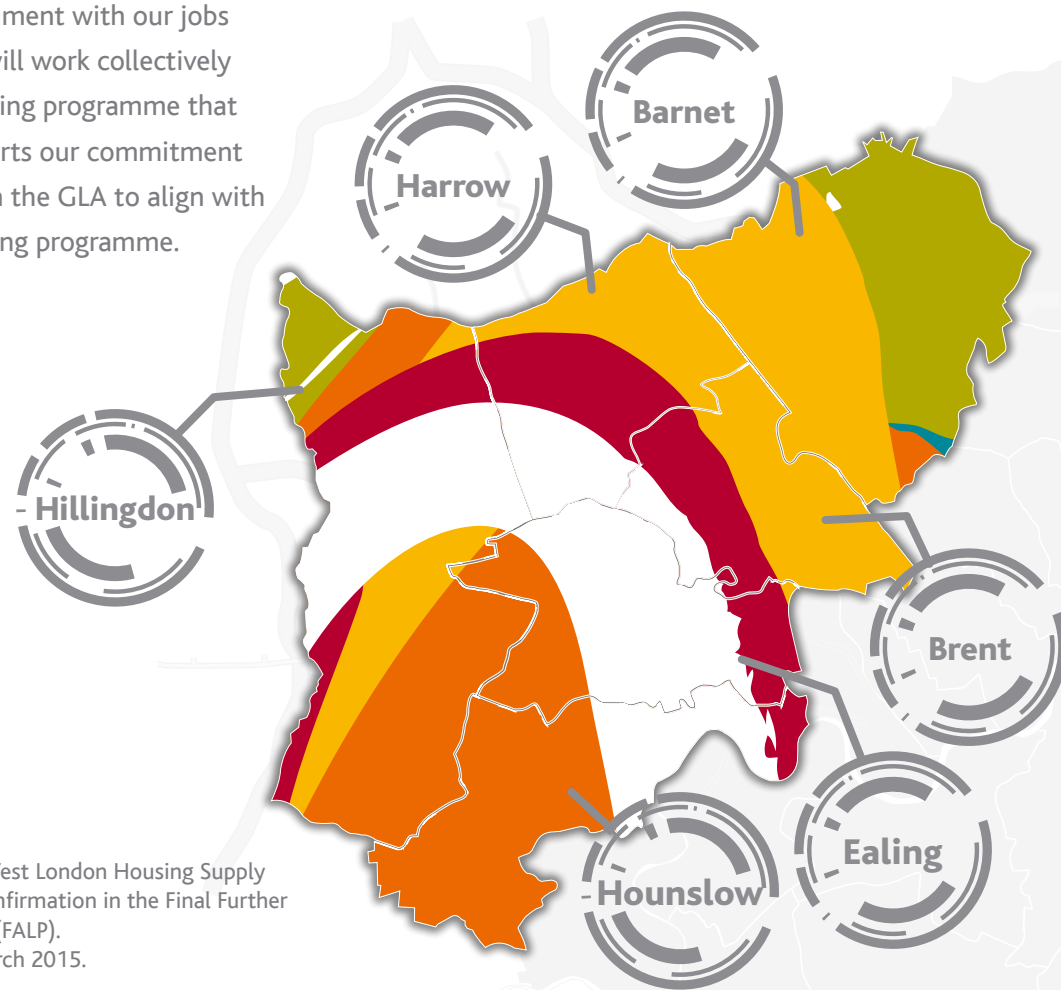 ment with our jobs
ill work collectively
ing programme that
rts our commitment
the GLA to align with
ing programme.
Barnet
Harrow
Hillingdon
Brent
Ealing
Hounslow
est London Housing Supply
nfirmation in the Final Further
(FALP).
rch 2015.